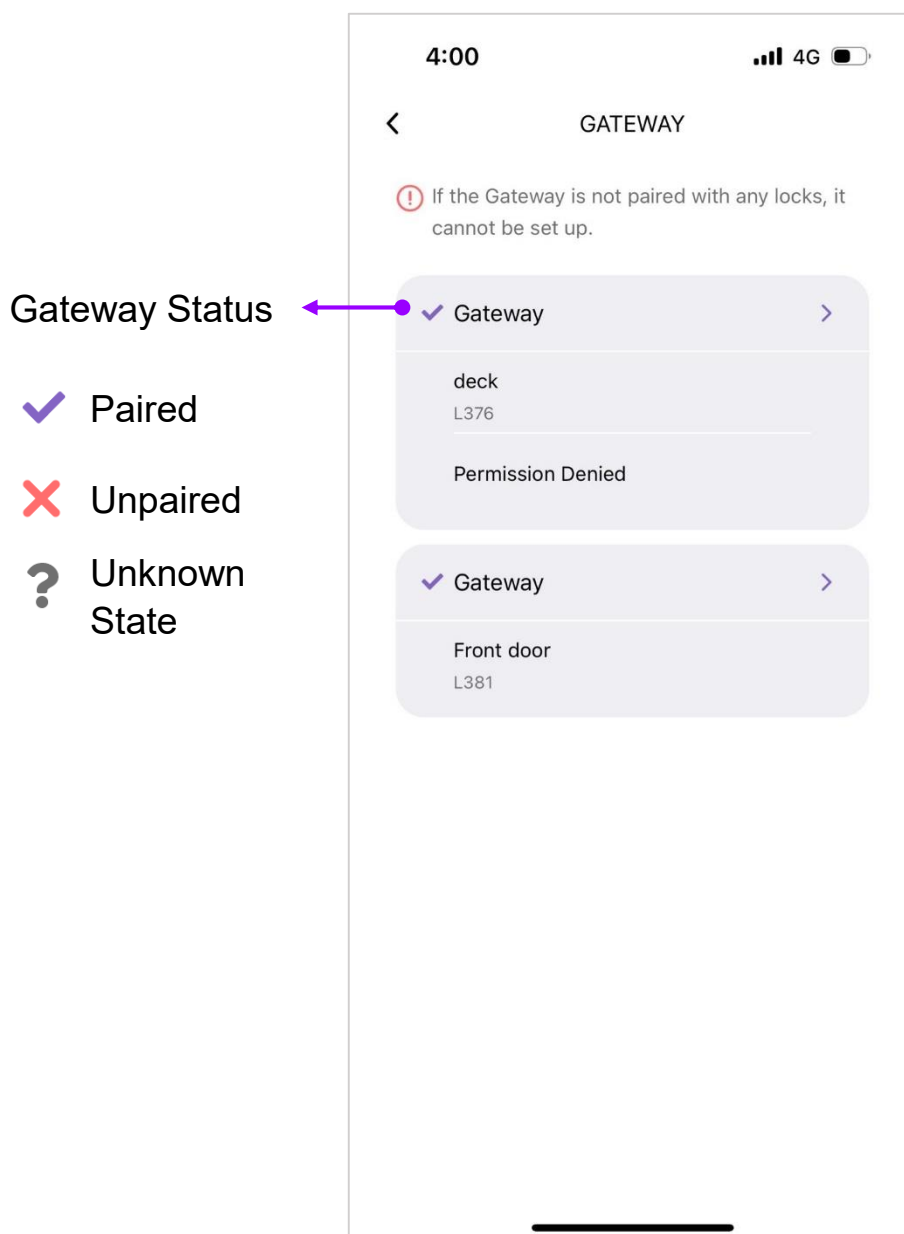 4:00
4G
GATEWAY
If the Gateway is not paired with any locks, it
cannot be set up.
Gateway Status
Gateway
deck
L376
Permission Denied
Paired
Unpaired
Unknown
State
Gateway
Front door
L381